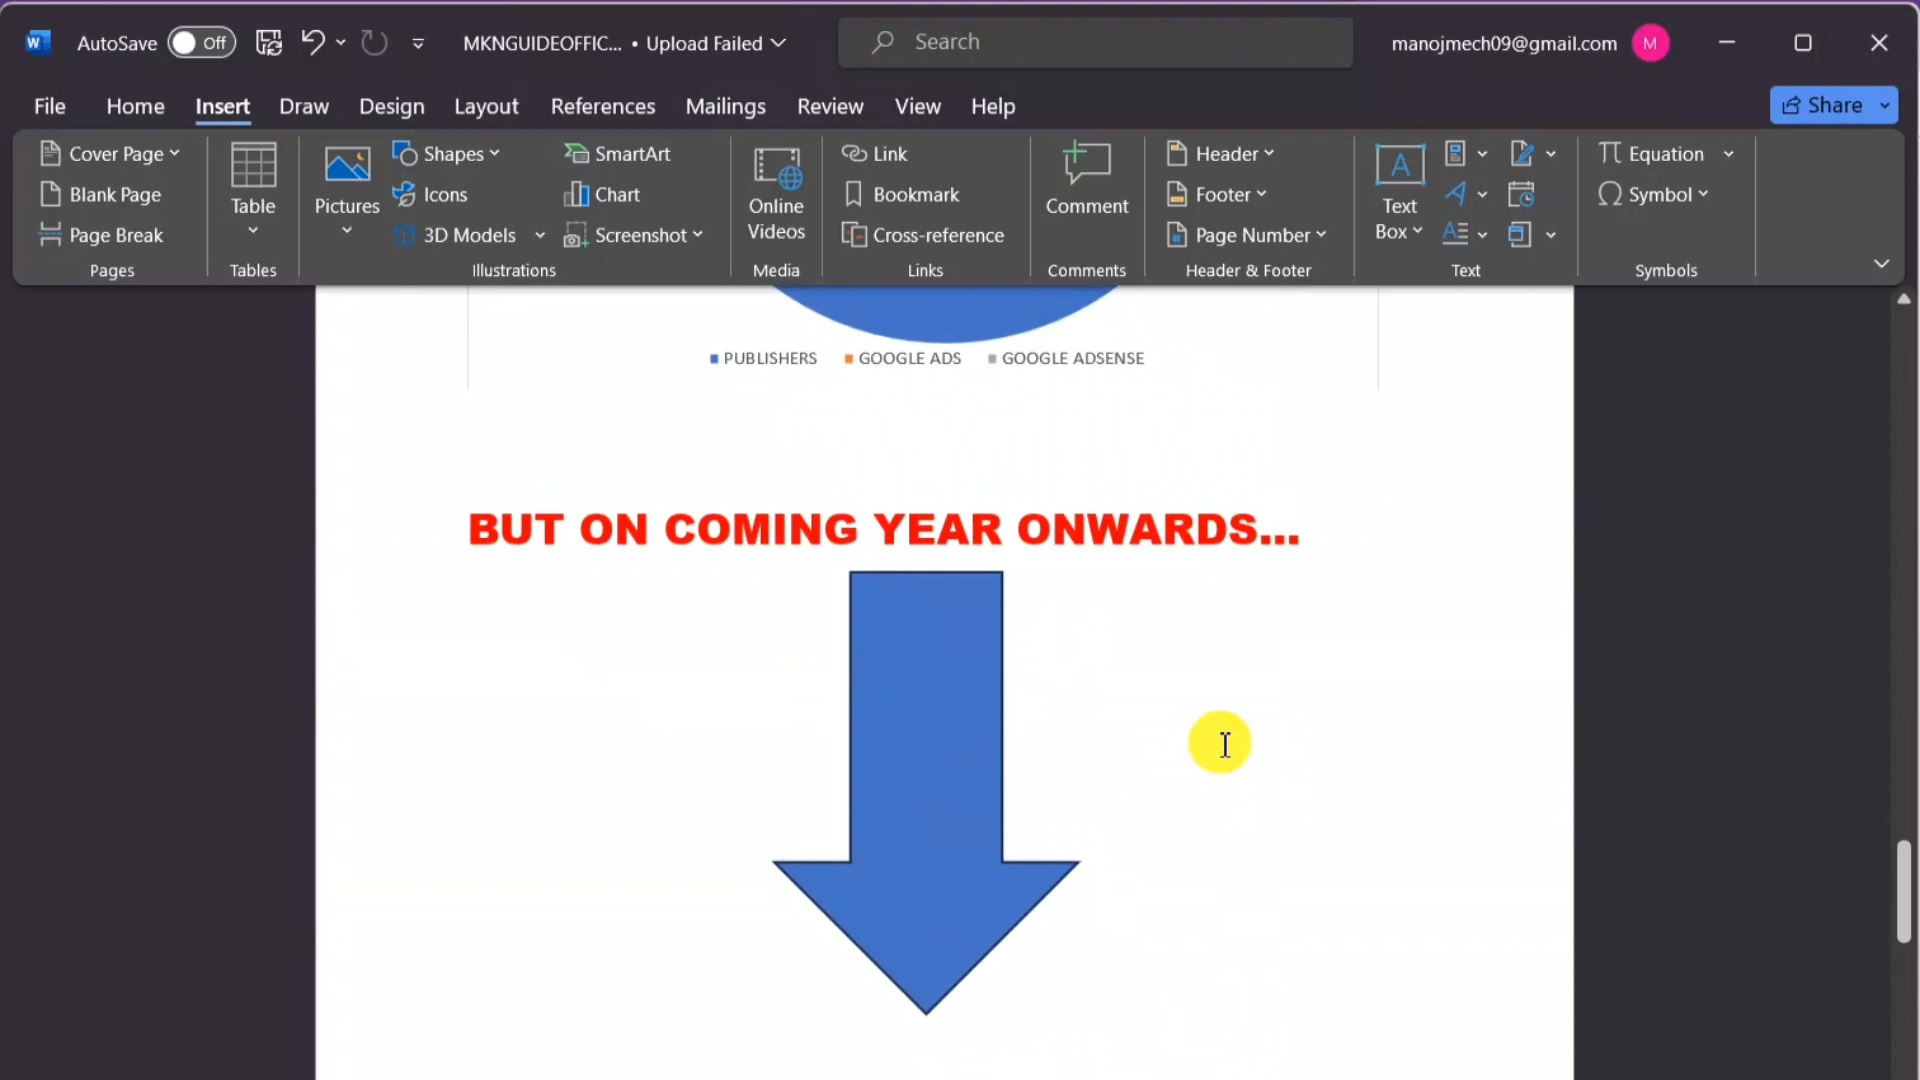 W AutoSave Off MKNGUIDEOFFIC... • Upload Failed Search manojmech09@gmail.com M
File Home Insert Draw Design Layout References Mailings Review View Help Share
Cover Page
Blank Page
Page Break
Pages
Table
Tables
Pictures
Shapes
Icons
3D Models
SmartArt
Chart
Screenshot
Illustrations
Online
Videos
Media
Link
Bookmark
Cross-reference
Links
Comment
Comments
Header
Footer
Page Number
Header & Footer
A
Text
Box
Text
Equation
Symbol
Symbols
PUBLISHERS GOOGLE ADS GOOGLE ADSENSE
BUT ON COMING YEAR ONWARDS...